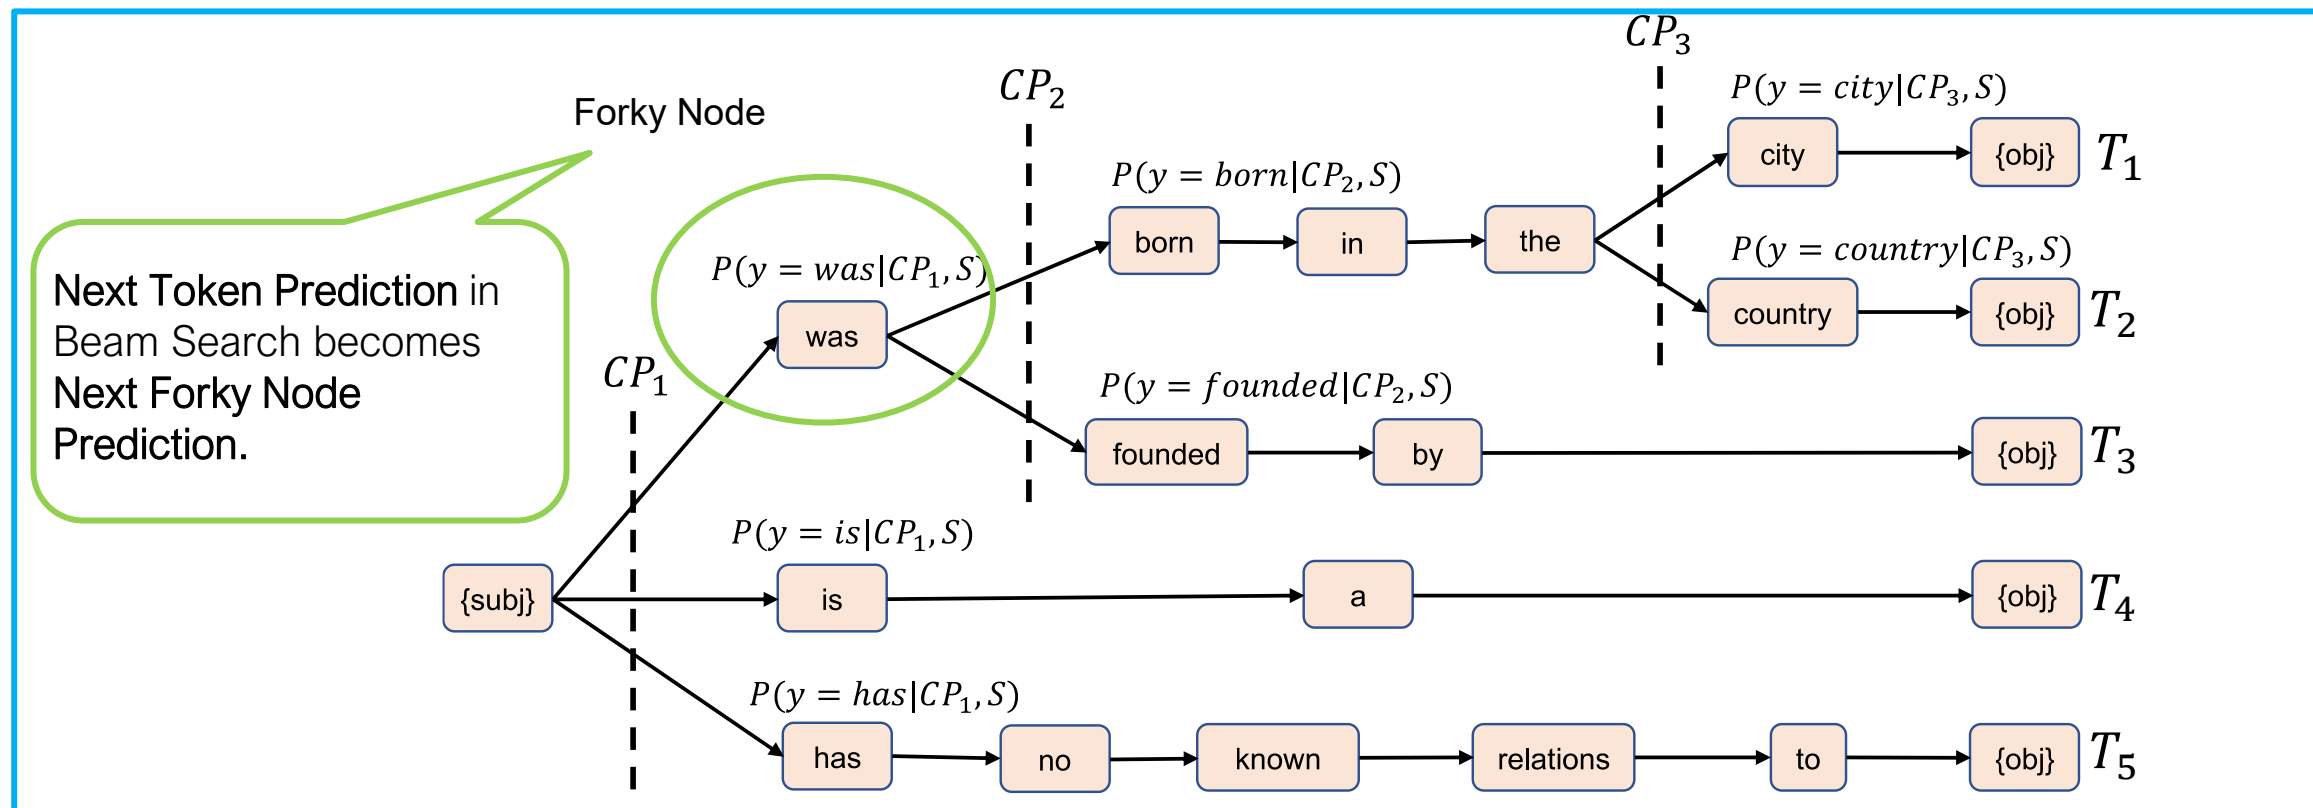 CP₃
CP₂
Forky Node
P(y = city|CP₃, S)
city
{obj}
T₁
P(y = born|CP₂, S)
born
in
the
P(y = country|CP₃, S)
country
{obj}
T₂
Next Token Prediction in
Beam Search becomes
Next Forky Node
Prediction.
P(y = was|CP₁, S)
was
CP₁
P(y = founded|CP₂, S)
founded
by
{obj}
T₃
P(y = is|CP₁, S)
{subj}
is
a
{obj}
T₄
P(y = has|CP₁, S)
has
no
known
relations
to
{obj}
T₅